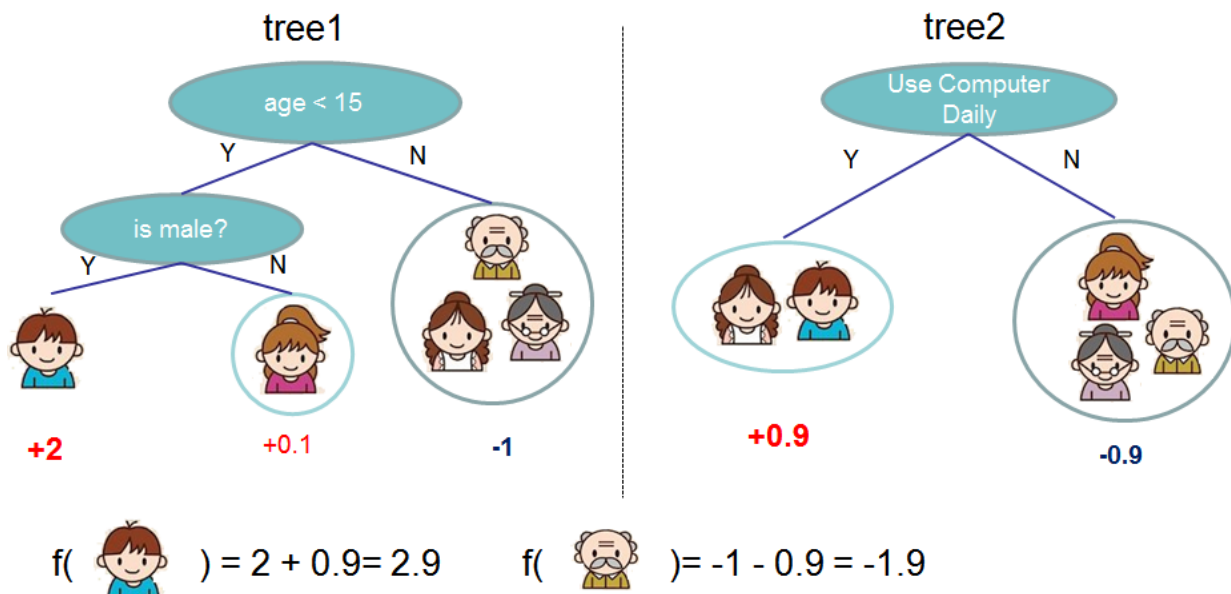 tree1
tree2
age < 15
Use Computer
Daily
Y
N
Y
N
is male?
Y
N
+2
+0.1
-1
+0.9
-0.9
f( ) = 2 + 0.9= 2.9
f( )= -1 - 0.9 = -1.9